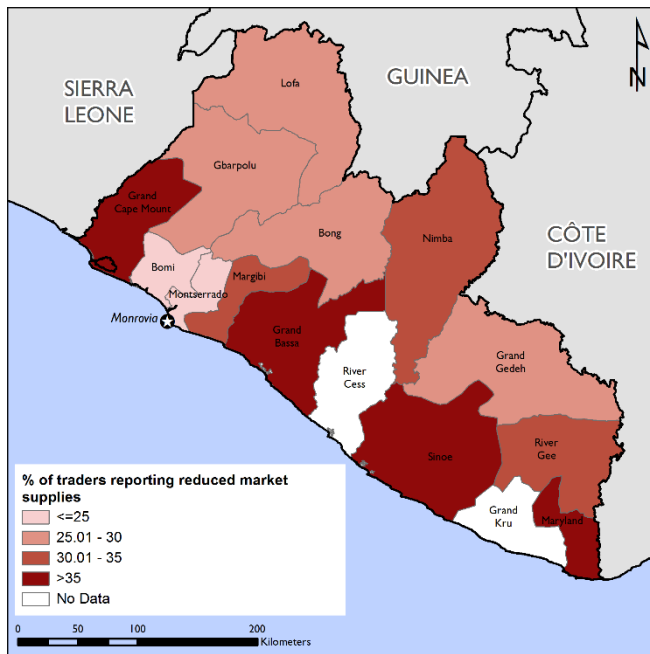 SIERRA
LEONE
GUINEA
N
Lofa
Gbarpolu
Grand
Cape Mount
Bong
Nimba
CÔTE
D'IVOIRE
Bomi
Margibi
Montserrado
Monrovia
Grand
Bassa
River
Cess
Grand
Gedeh
Sinoe
River
Gee
Grand
Kru
Maryland
% of traders reporting reduced market
supplies
<=25
25.01 - 30
30.01 - 35
>35
No Data
0 50 100 200
Kilometers